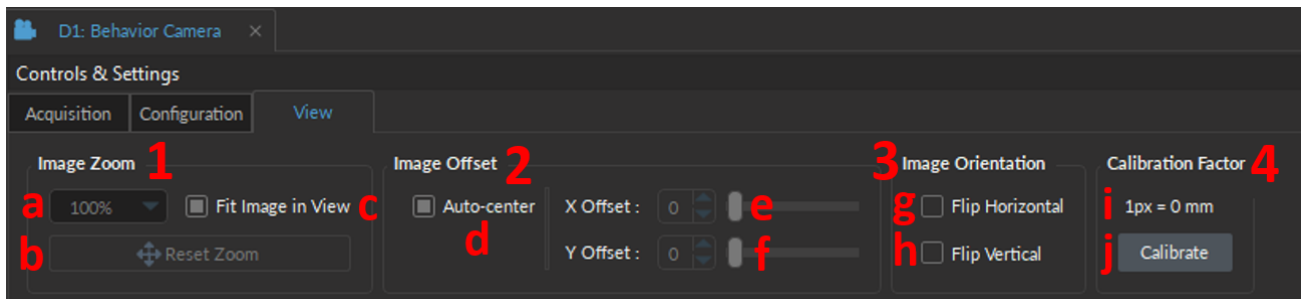 D1: Behavior Camera ×
Controls & Settings
Acquisition Configuration View
Image Zoom 1 Image Offset 2 3 Image Orientation Calibration Factor 4
a 100% Fit Image in View c Auto-center X Offset : 0 e g Flip Horizontal i 1px = 0 mm
b Reset Zoom d Y Offset : 0 f h Flip Vertical j Calibrate